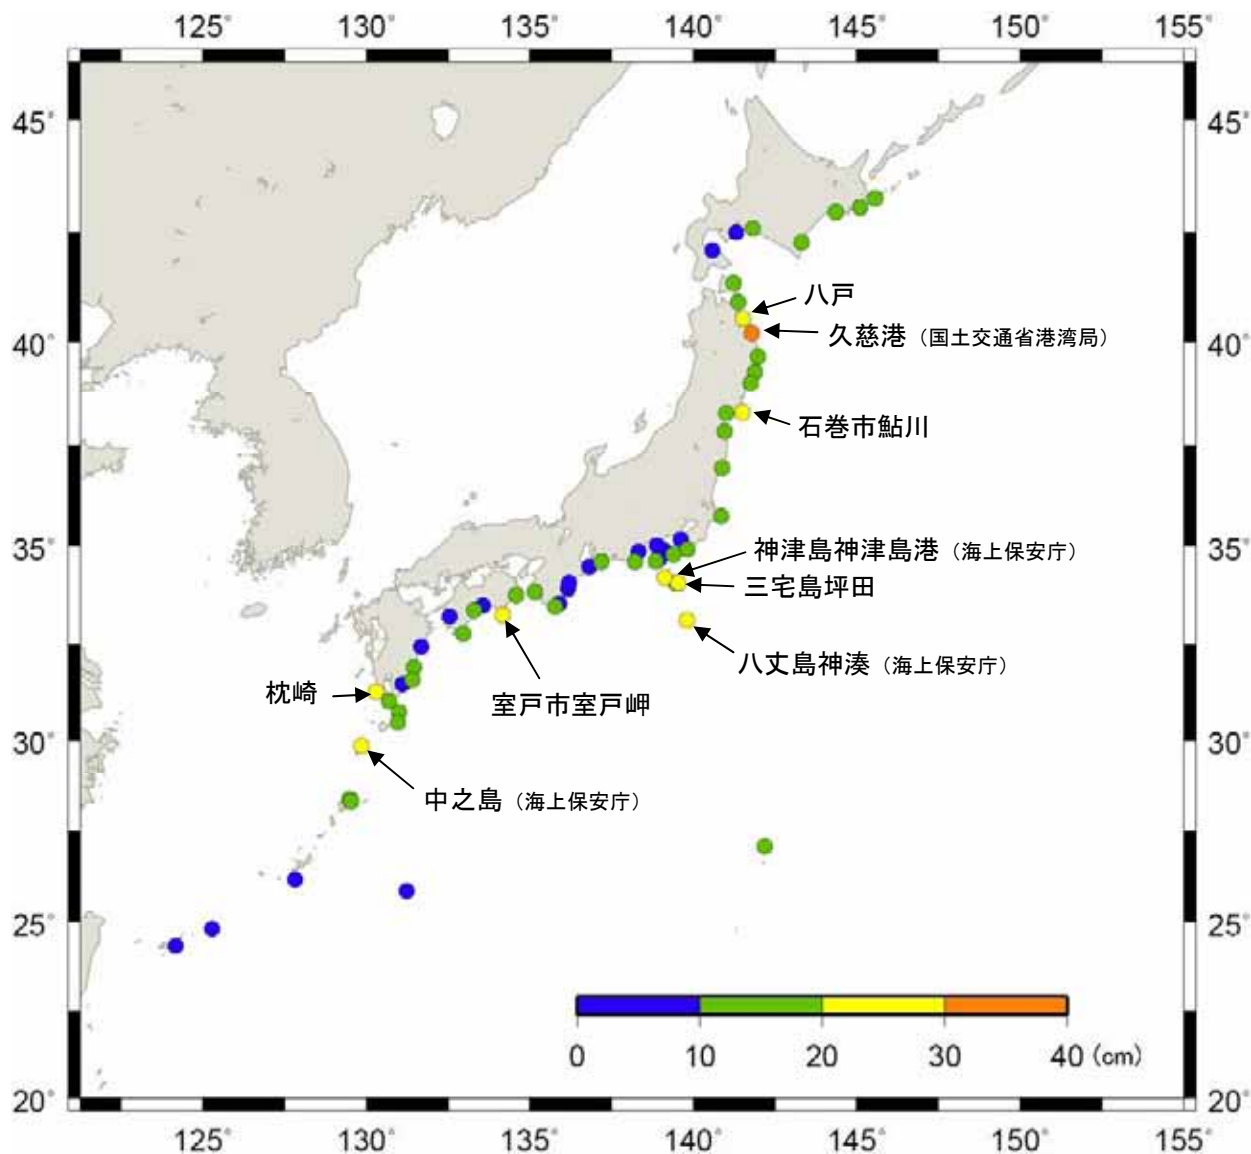 125° 130° 135° 140° 145° 150° 155°
45° 45°
八戸
40° 久慈港（国土交通省港湾局） 40°
石巻市鮎川
35° 神津島神津島港（海上保安庁） 35°
三宅島坪田
八丈島神湊（海上保安庁）
枕崎 室戸市室戸岬
30° 30°
中之島（海上保安庁）
25° 25°
0 10 20 30 40 (cm)
20° 20°
125° 130° 135° 140° 145° 150° 155°